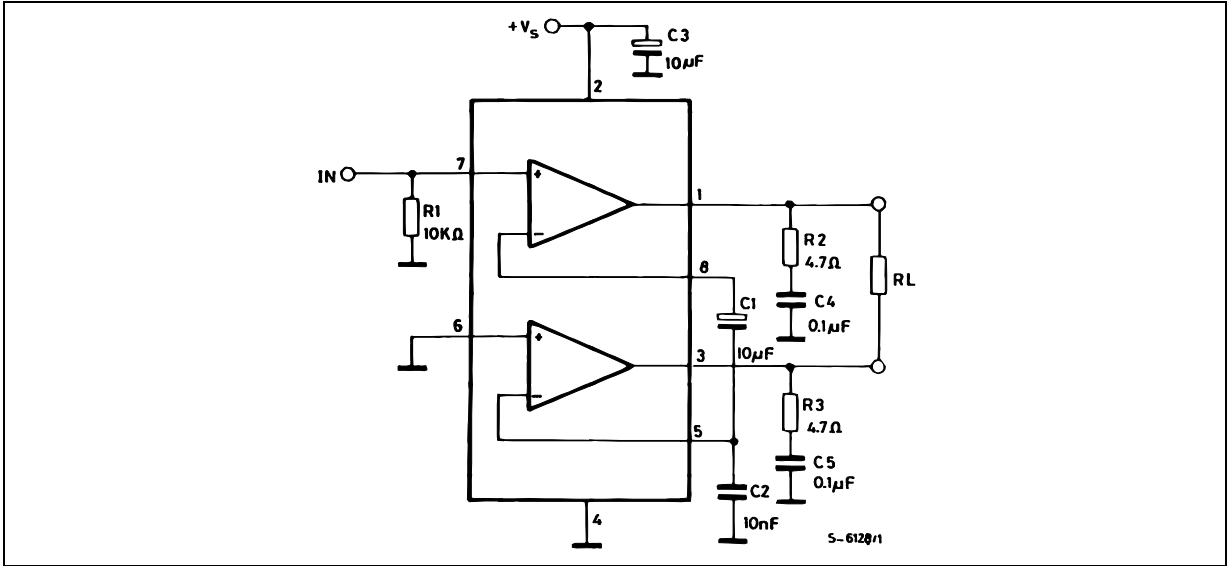 +Vs
C3
10µF
2
IN
7
+
1
R1
10KΩ
R2
4.7Ω
−
8
RL
C1
C4
0.1µF
10µF
6
+
3
R3
4.7Ω
−
5
C5
0.1µF
C2
10nF
4
S-6128/1